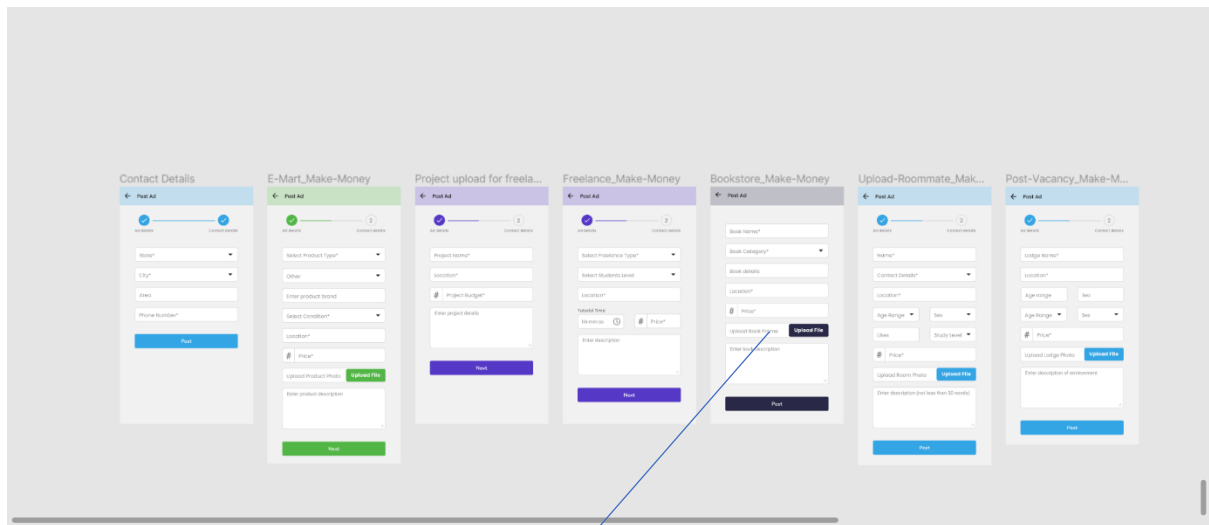 Contact Details
← Post Ad
Ad details Contact details
State*
City*
Area
Phone Number*
Post
E-Mart_Make-Money
← Post Ad
2
Ad details Contact details
Select Product Type*
Other
Enter product brand
Select Condition*
Location*
# Price*
Upload Product Photo Upload File
Enter product description
Next
Project upload for freela...
← Post Ad
2
Ad details Contact details
Project Name*
Location*
# Project Budget*
Enter project details
Next
Freelance_Make-Money
← Post Ad
2
Ad details Contact details
Select Freelance Type*
Select Students Level
Location*
Tutorial Time
# Price*
Enter description
Next
Bookstore_Make-Money
← Post Ad
Book Name*
Book Category*
Book details
Location*
# Price*
Upload Book Upload File
Enter book description
Post
Upload-Roommate_Mak...
← Post Ad
2
Ad details Contact details
Name*
Contact Details*
Location*
Age Range Sex
Likes Study Level
# Price*
Upload Room Photo Upload File
Enter description (not less than 50 words)
Post
Post-Vacancy_Make-M...
← Post Ad
2
Ad details Contact details
Lodge Name*
Location*
Age range Sex
Age Range Sex
# Price*
Upload Lodge Photo Upload File
Enter description of environment
Post